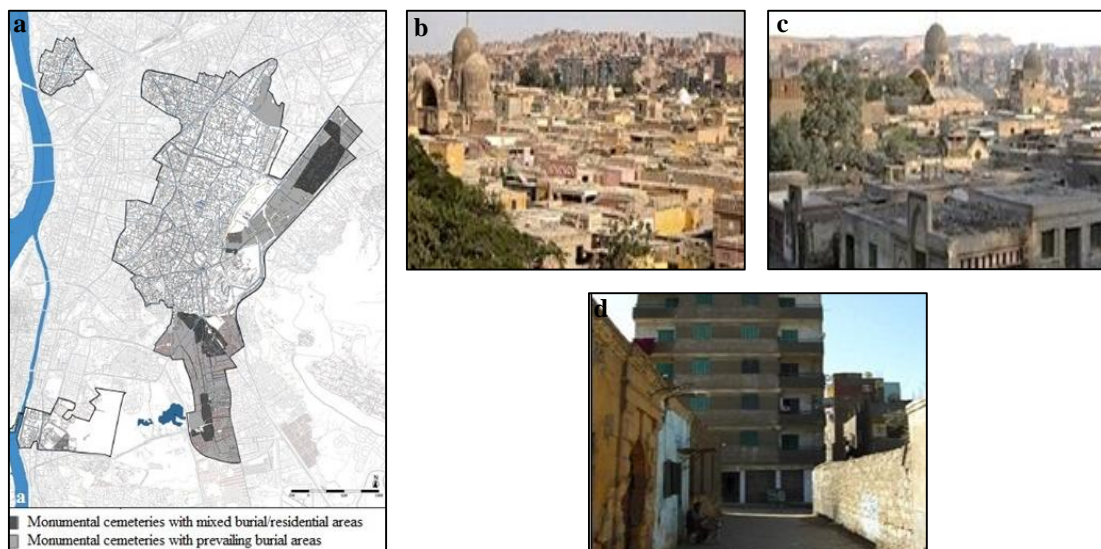 a
b
c
d
a
Monumental cemeteries with mixed burial/residential areas
Monumental cemeteries with prevailing burial areas